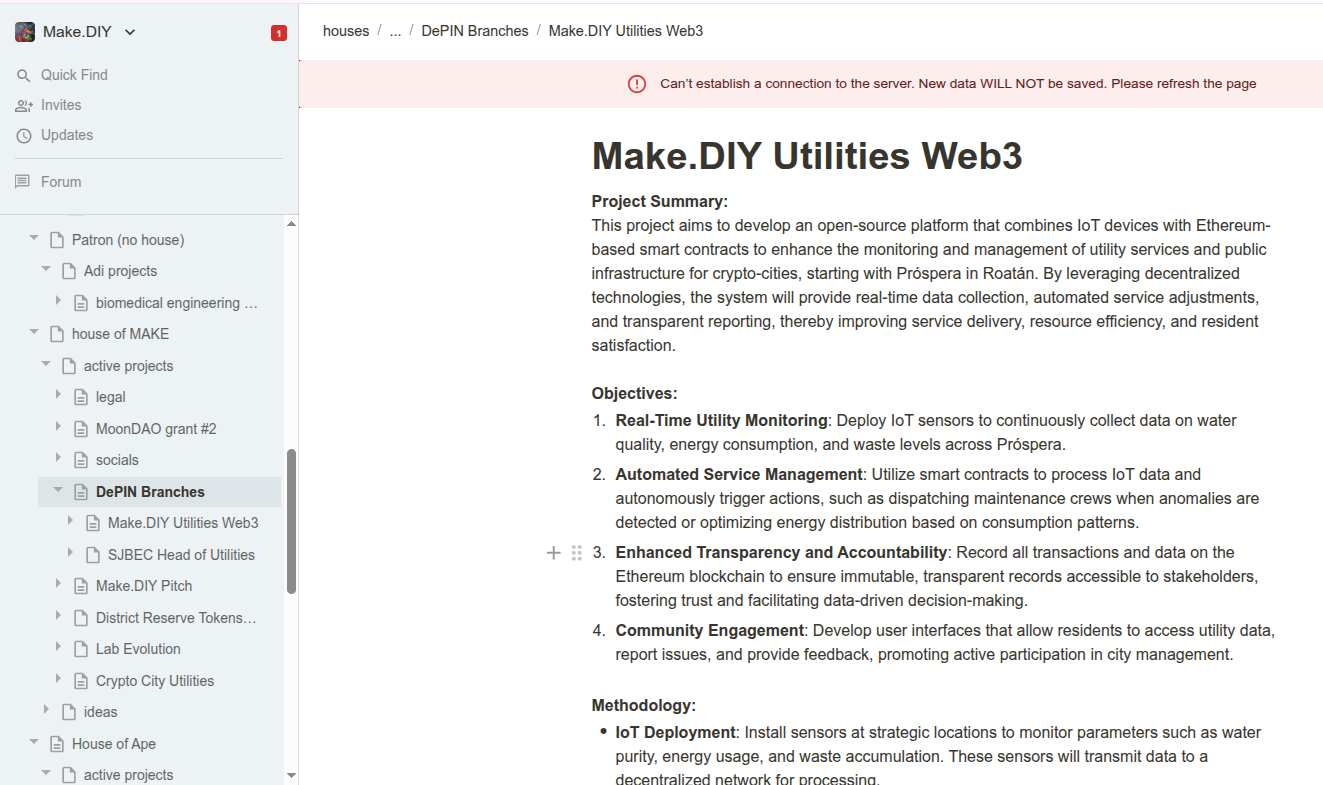 Make.DIY
1
Quick Find
Invites
Updates
Forum
Patron (no house)
Adi projects
biomedical engineering ...
house of MAKE
active projects
legal
MoonDAO grant #2
socials
DePIN Branches
Make.DIY Utilities Web3
SJBEC Head of Utilities
Make.DIY Pitch
District Reserve Tokens...
Lab Evolution
Crypto City Utilities
ideas
House of Ape
active projects
houses / ... / DePIN Branches / Make.DIY Utilities Web3
Can't establish a connection to the server. New data WILL NOT be saved. Please refresh the page
Make.DIY Utilities Web3
Project Summary:
This project aims to develop an open-source platform that combines IoT devices with Ethereum-
based smart contracts to enhance the monitoring and management of utility services and public
infrastructure for crypto-cities, starting with Próspera in Roatán. By leveraging decentralized
technologies, the system will provide real-time data collection, automated service adjustments,
and transparent reporting, thereby improving service delivery, resource efficiency, and resident
satisfaction.
Objectives:
1. Real-Time Utility Monitoring: Deploy IoT sensors to continuously collect data on water
quality, energy consumption, and waste levels across Próspera.
2. Automated Service Management: Utilize smart contracts to process IoT data and
autonomously trigger actions, such as dispatching maintenance crews when anomalies are
detected or optimizing energy distribution based on consumption patterns.
3. Enhanced Transparency and Accountability: Record all transactions and data on the
Ethereum blockchain to ensure immutable, transparent records accessible to stakeholders,
fostering trust and facilitating data-driven decision-making.
4. Community Engagement: Develop user interfaces that allow residents to access utility data,
report issues, and provide feedback, promoting active participation in city management.
Methodology:
• IoT Deployment: Install sensors at strategic locations to monitor parameters such as water
purity, energy usage, and waste accumulation. These sensors will transmit data to a
decentralized network for processing.